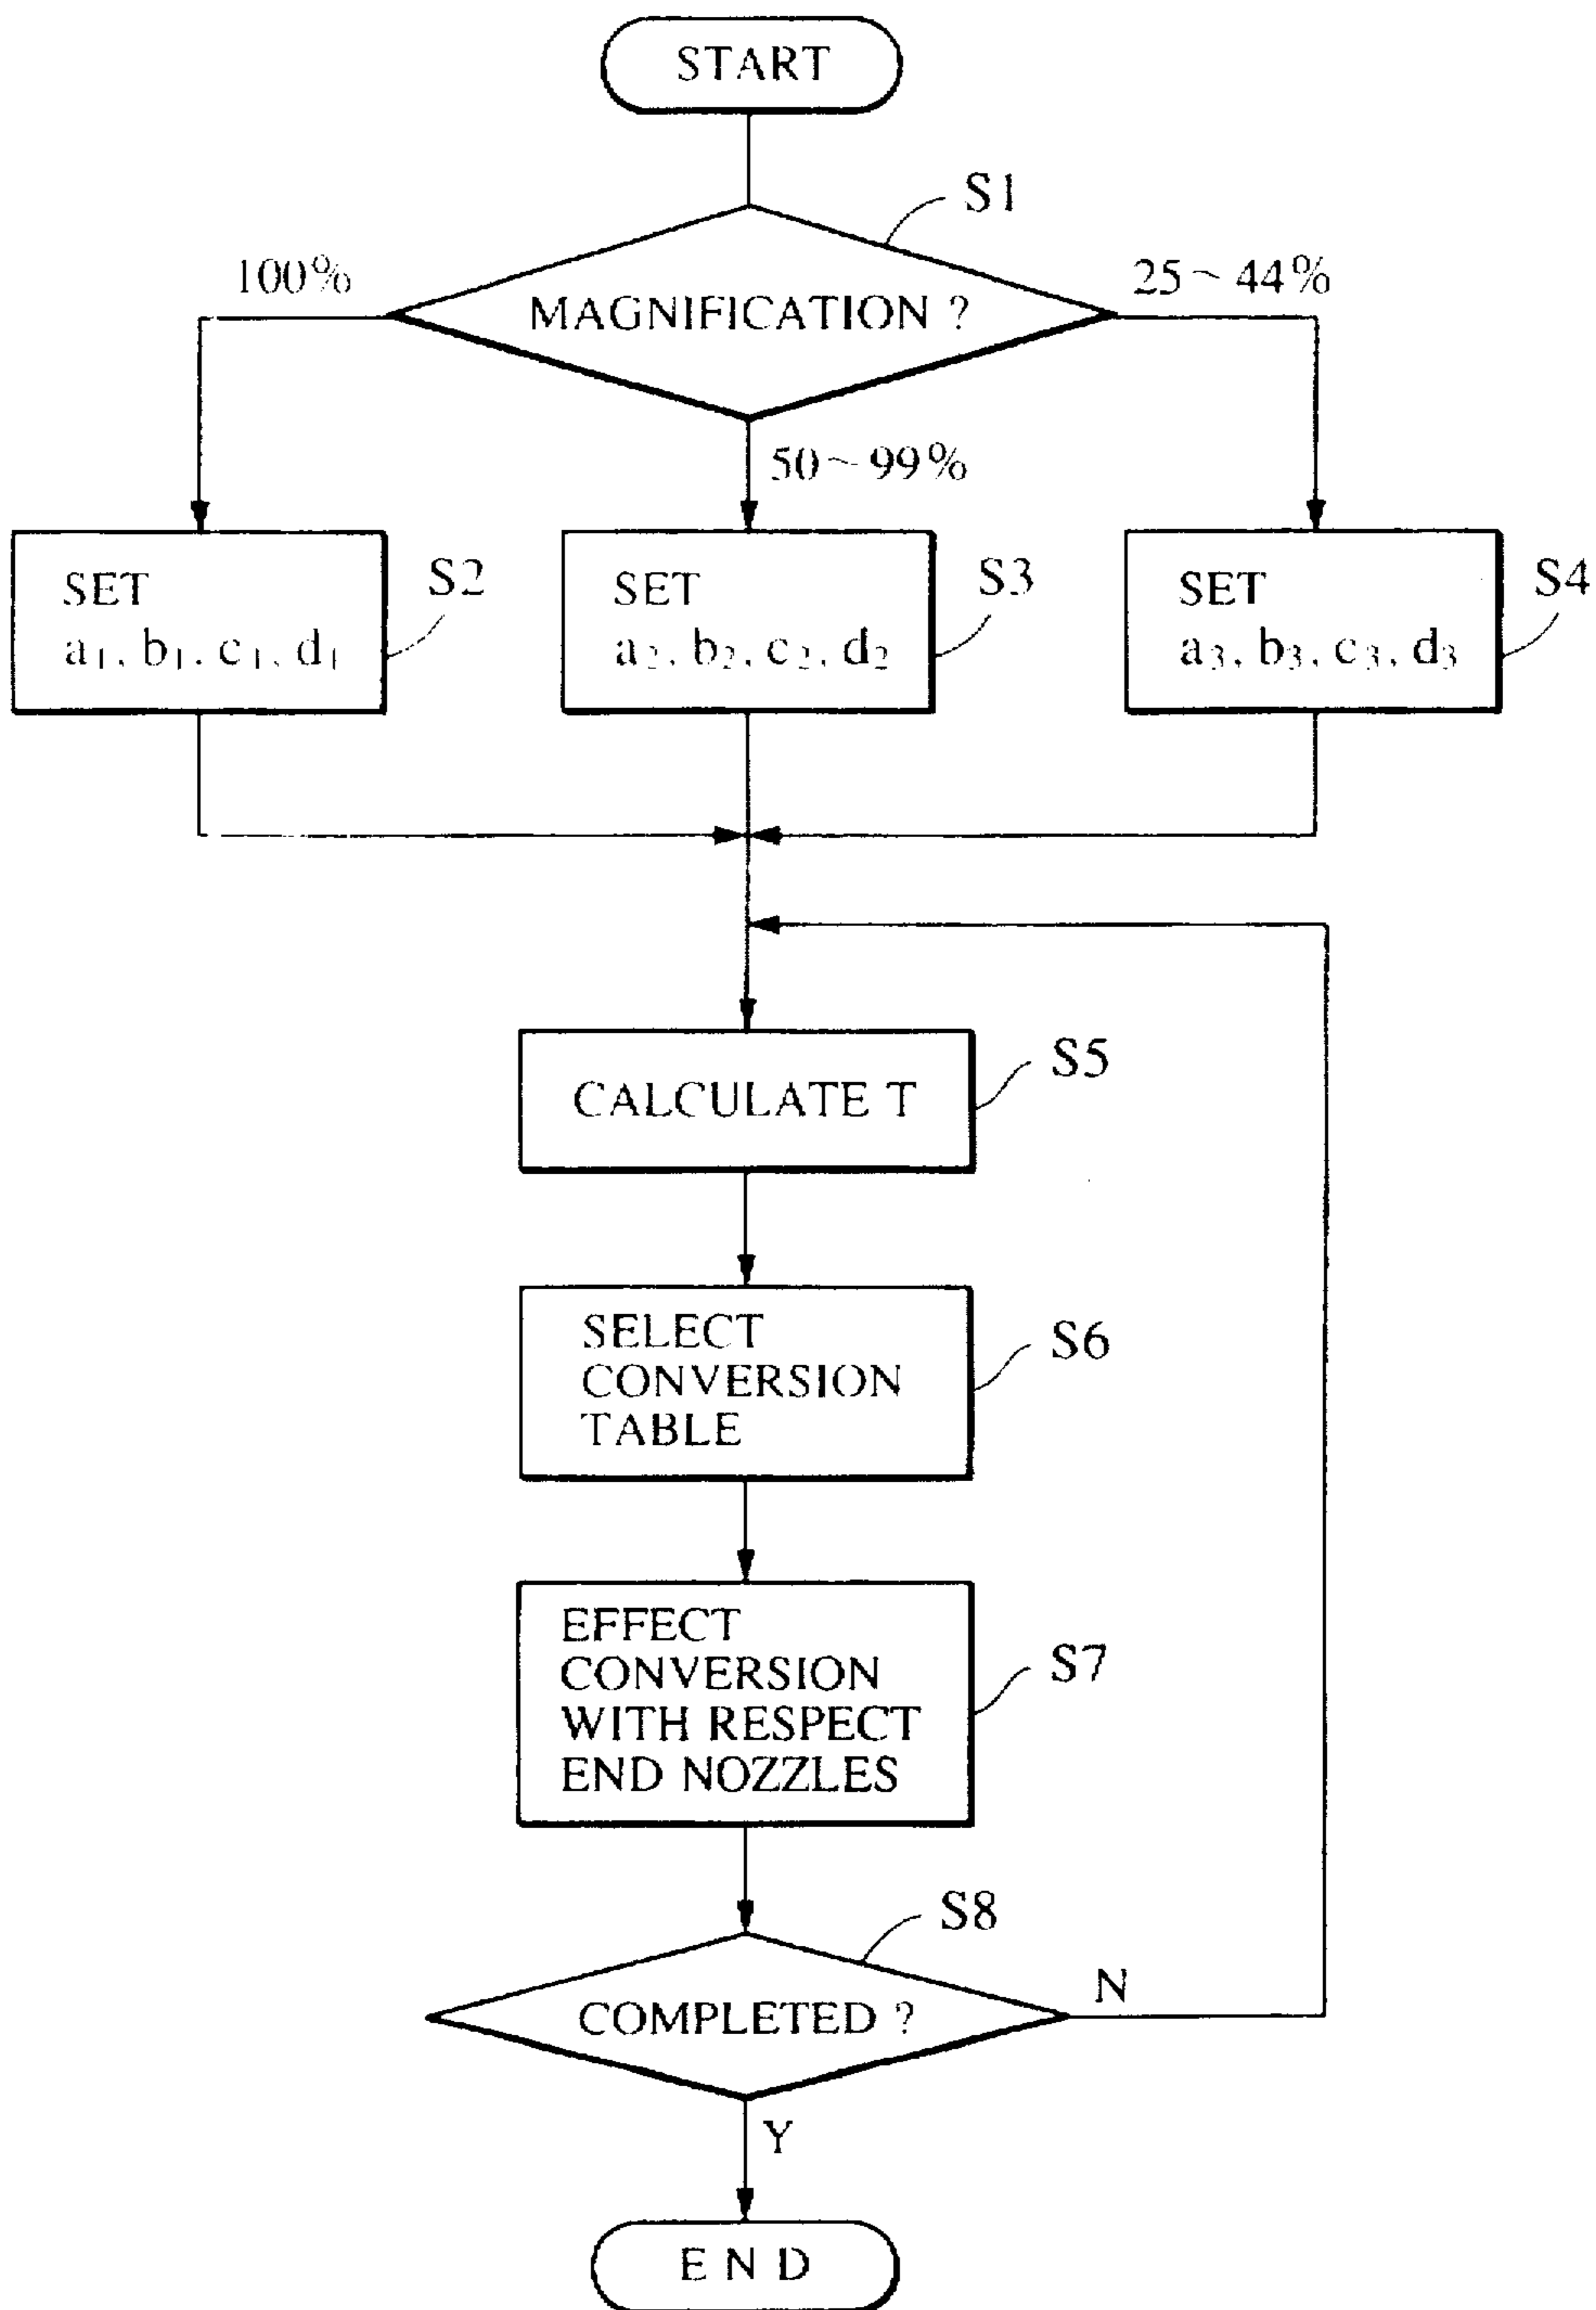 START
S1
100%
25~44%
MAGNIFICATION ?
50~99%
SET
a1, b1, c1, d1
S2
SET
a2, b2, c2, d2
S3
SET
a3, b3, c3, d3
S4
CALCULATE T
S5
SELECT
CONVERSION
TABLE
S6
EFFECT
CONVERSION
WITH RESPECT
END NOZZLES
S7
S8
COMPLETED ?
N
Y
END